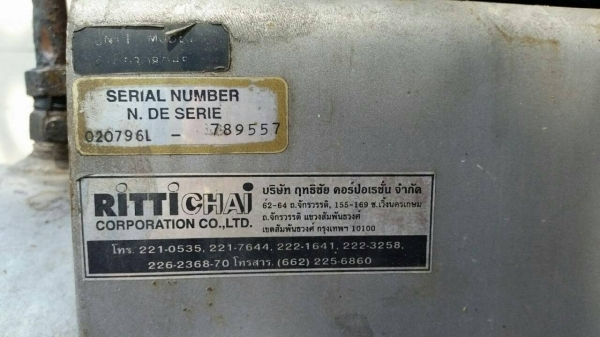 UNIT MODEL
SERIAL NUMBER
N. DE SERIE
020796L - 789557
RiTTiCHAi
CORPORATION CO.,LTD.
บริษัท ฤทธิชัย คอร์ปอเรชั่น จำกัด
62-64 ถ.จักรวรรดิ, 155-169 ซ.เวิ้งนครเกษม
ถ.จักรวรรดิ แขวงสัมพันธวงศ์
เขตสัมพันธวงศ์ กรุงเทพฯ 10100
โทร. 221-0535, 221-7644, 222-1641, 222-3258,
226-2368-70 โทรสาร. (662) 225-6860